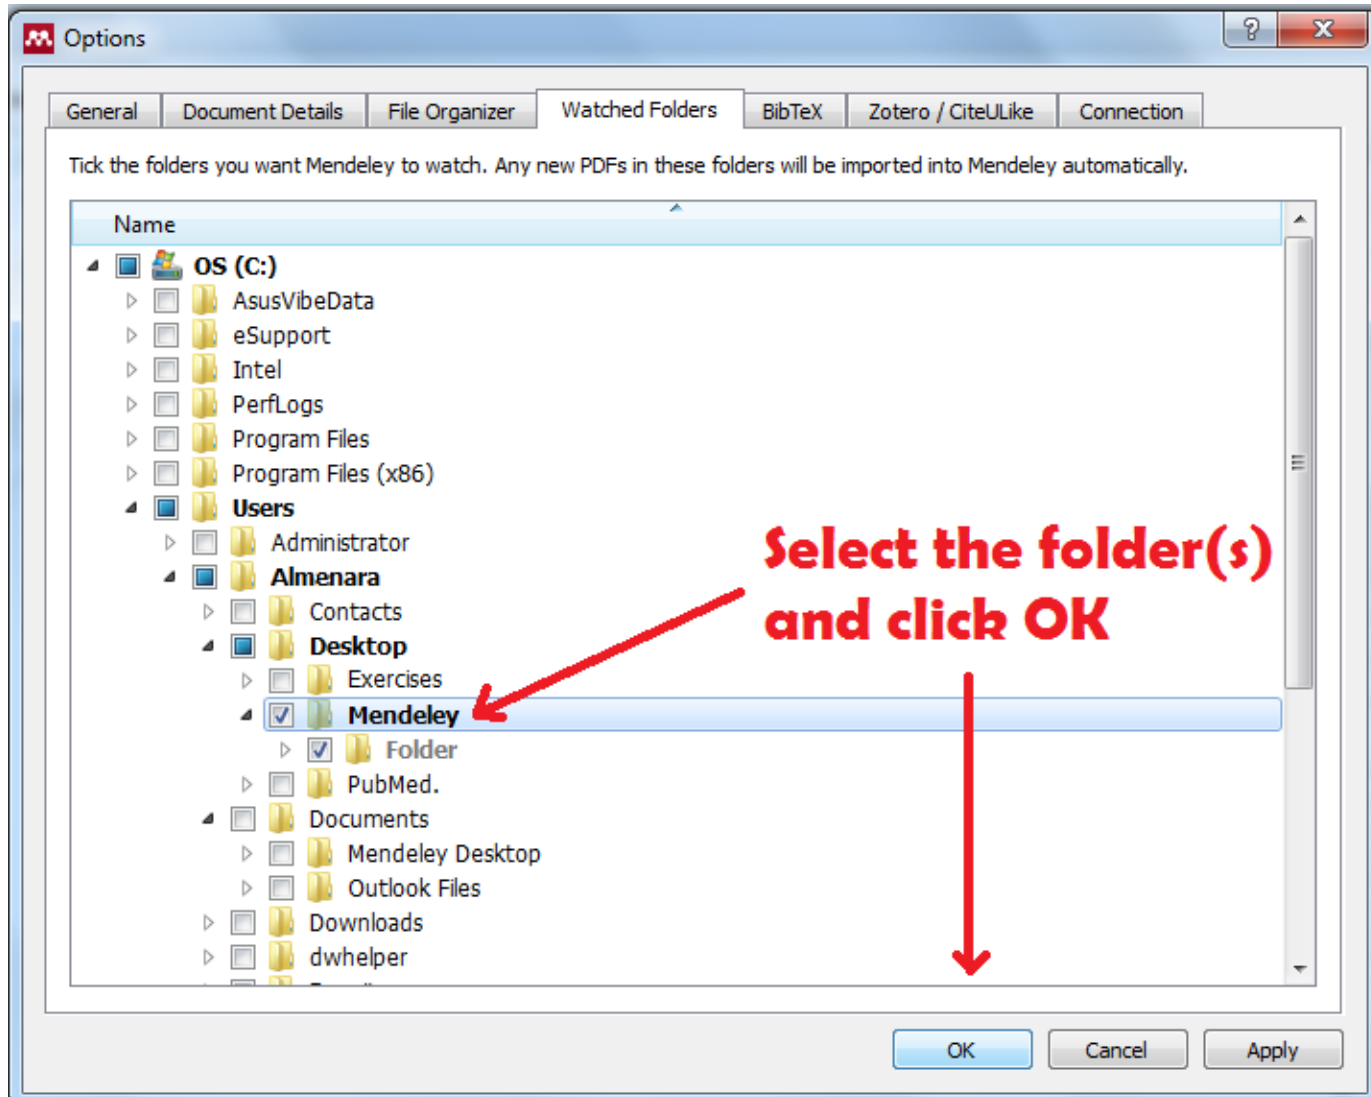 Options
General Document Details File Organizer Watched Folders BibTeX Zotero / CiteULike Connection
Tick the folders you want Mendeley to watch. Any new PDFs in these folders will be imported into Mendeley automatically.
Name
OS (C:)
AsusVibeData
eSupport
Intel
PerfLogs
Program Files
Program Files (x86)
Users
Administrator
Almenara
Contacts
Desktop
Exercises
Mendeley
Folder
PubMed.
Documents
Mendeley Desktop
Outlook Files
Downloads
dwhelper
Select the folder(s)
and click OK
OK Cancel Apply